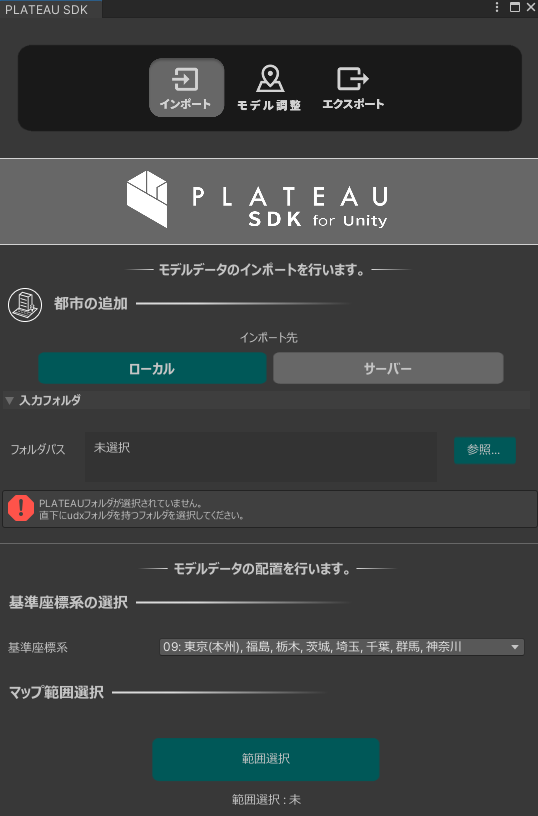 PLATEAU SDK
インポート
モデル調整
エクスポート
PLATEAU
SDK for Unity
モデルデータのインポートを行います。
都市の追加
インポート先
ローカル
サーバー
入力フォルダ
フォルダパス
未選択
参照...
PLATEAUフォルダが選択されていません。
直下にudxフォルダを持つフォルダを選択してください。
モデルデータの配置を行います。
基準座標系の選択
基準座標系
09: 東京(本州), 福島, 栃木, 茨城, 埼玉, 千葉, 群馬, 神奈川
マップ範囲選択
範囲選択
範囲選択 : 未